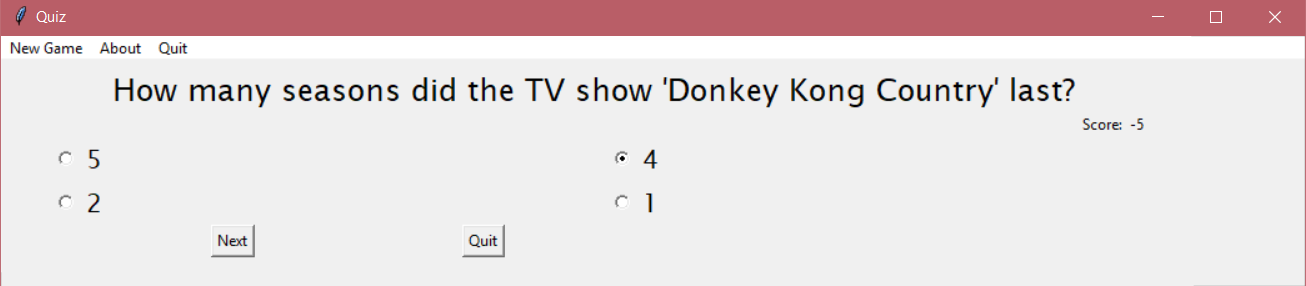 Quiz
New Game About Quit
How many seasons did the TV show 'Donkey Kong Country' last?
Score: -5
5 4
2 1
Next Quit